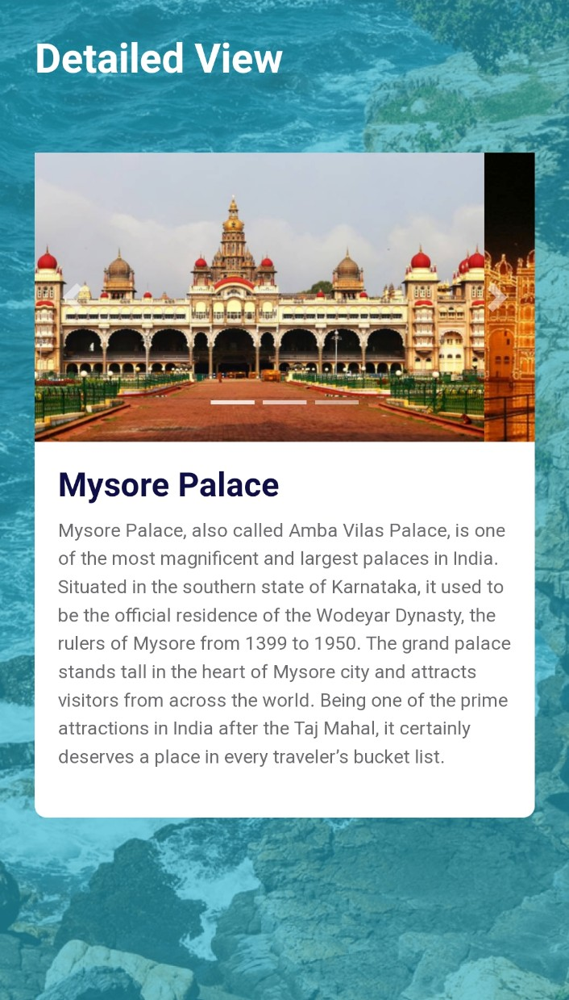 Detailed View
Mysore Palace
Mysore Palace, also called Amba Vilas Palace, is one
of the most magnificent and largest palaces in India.
Situated in the southern state of Karnataka, it used to
be the official residence of the Wodeyar Dynasty, the
rulers of Mysore from 1399 to 1950. The grand palace
stands tall in the heart of Mysore city and attracts
visitors from across the world. Being one of the prime
attractions in India after the Taj Mahal, it certainly
deserves a place in every traveler’s bucket list.